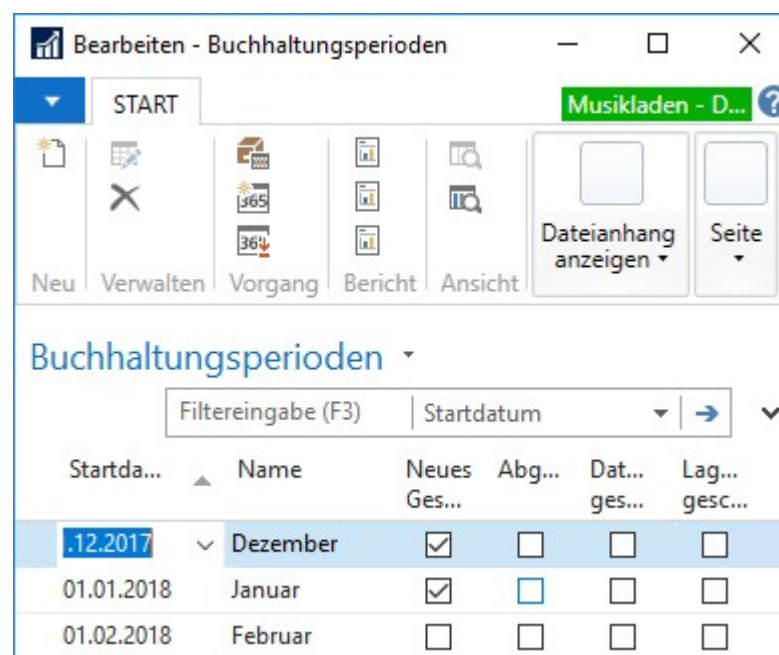 Bearbeiten - Buchhaltungsperioden
START
Musikladen - D... ?
365
Dateianhang
anzeigen
Seite
Neu Verwalten Vorgang Bericht Ansicht
Buchhaltungsperioden
Filtereingabe (F3) Startdatum
Startda... Name Neues Abg... Dat... Lag...
Ges... ges... gesc...
.12.2017 Dezember
01.01.2018 Januar
01.02.2018 Februar